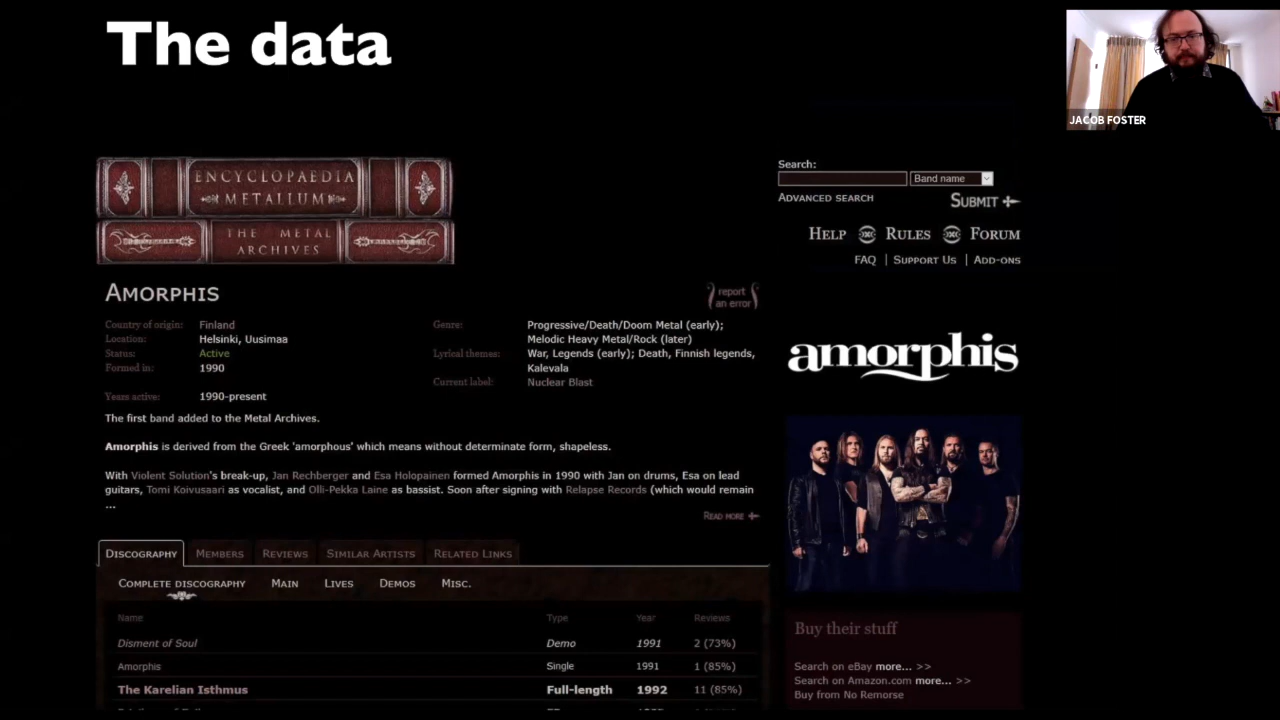 The data
JACOB FOSTER
ENCYCLOPAEDIA
METALLUM
THE METAL
ARCHIVES
Search:
Band name
ADVANCED SEARCH
SUBMIT
HELP RULES FORUM
FAQ | SUPPORT US | ADD-ONS
AMORPHIS
report
an error
Country of origin: Finland
Location: Helsinki, Uusimaa
Status: Active
Formed in: 1990
Years active: 1990-present
Genre: Progressive/Death/Doom Metal (early);
Melodic Heavy Metal/Rock (later)
Lyrical themes: War, Legends (early); Death, Finnish legends,
Kalevala
Current label: Nuclear Blast
The first band added to the Metal Archives.
Amorphis is derived from the Greek 'amorphous' which means without determinate form, shapeless.
With Violent Solution's break-up, Jan Rechberger and Esa Holopainen formed Amorphis in 1990 with Jan on drums, Esa on lead
guitars, Tomi Koivusaari as vocalist, and Olli-Pekka Laine as bassist. Soon after signing with Relapse Records (which would remain
...
READ MORE
amorphis
DISCOGRAPHY MEMBERS REVIEWS SIMILAR ARTISTS RELATED LINKS
COMPLETE DISCOGRAPHY MAIN LIVES DEMOS MISC.
Name Type Year Reviews
Disment of Soul Demo 1991 2 (73%)
Amorphis Single 1991 1 (85%)
The Karelian Isthmus Full-length 1992 11 (85%)
Buy their stuff
Search on eBay more... >>
Search on Amazon.com more... >>
Buy from No Remorse